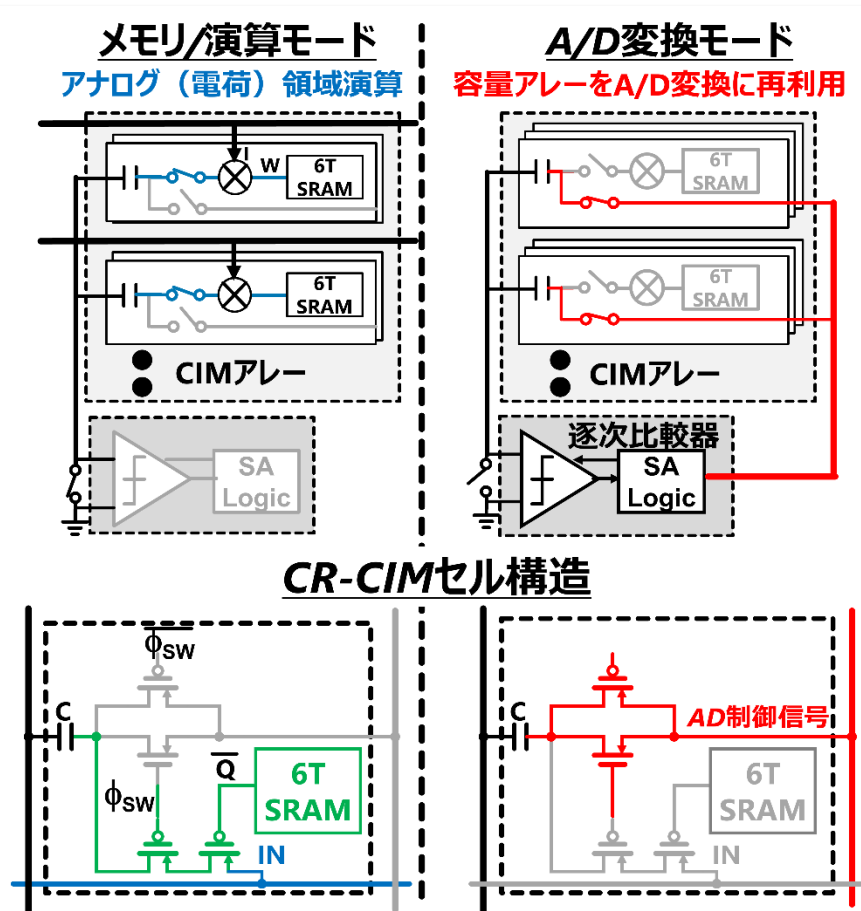 メモリ/演算モード
アナログ（電荷）領域演算
I
W
6T
SRAM
6T
SRAM
CIMアレー
SA
Logic
A/D変換モード
容量アレーをA/D変換に再利用
6T
SRAM
6T
SRAM
CIMアレー
逐次比較器
SA
Logic
CR-CIMセル構造
ϕSW
C
Q
6T
SRAM
ϕSW
IN
C
AD制御信号
6T
SRAM
IN